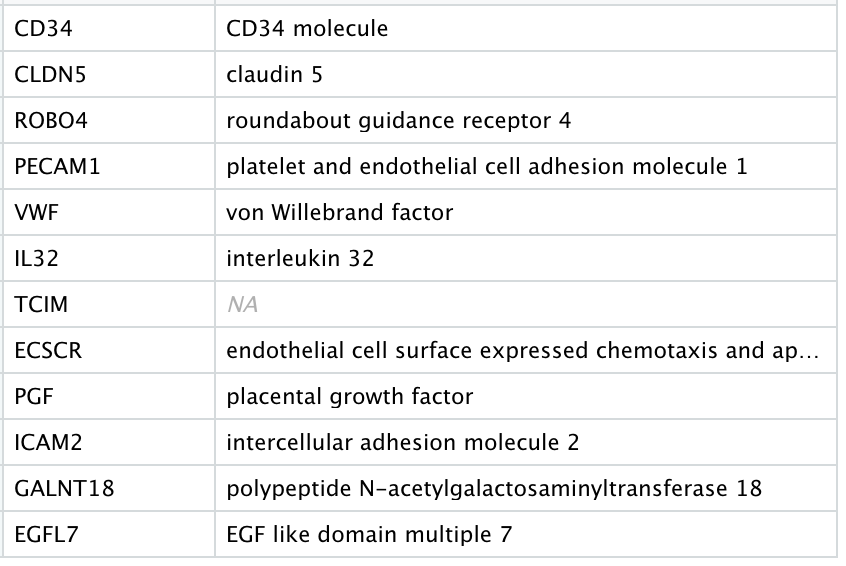 CD34 CD34 molecule
CLDN5 claudin 5
ROBO4 roundabout guidance receptor 4
PECAM1 platelet and endothelial cell adhesion molecule 1
VWF von Willebrand factor
IL32 interleukin 32
TCIM NA
ECSCR endothelial cell surface expressed chemotaxis and ap...
PGF placental growth factor
ICAM2 intercellular adhesion molecule 2
GALNT18 polypeptide N-acetylgalactosaminyltransferase 18
EGFL7 EGF like domain multiple 7